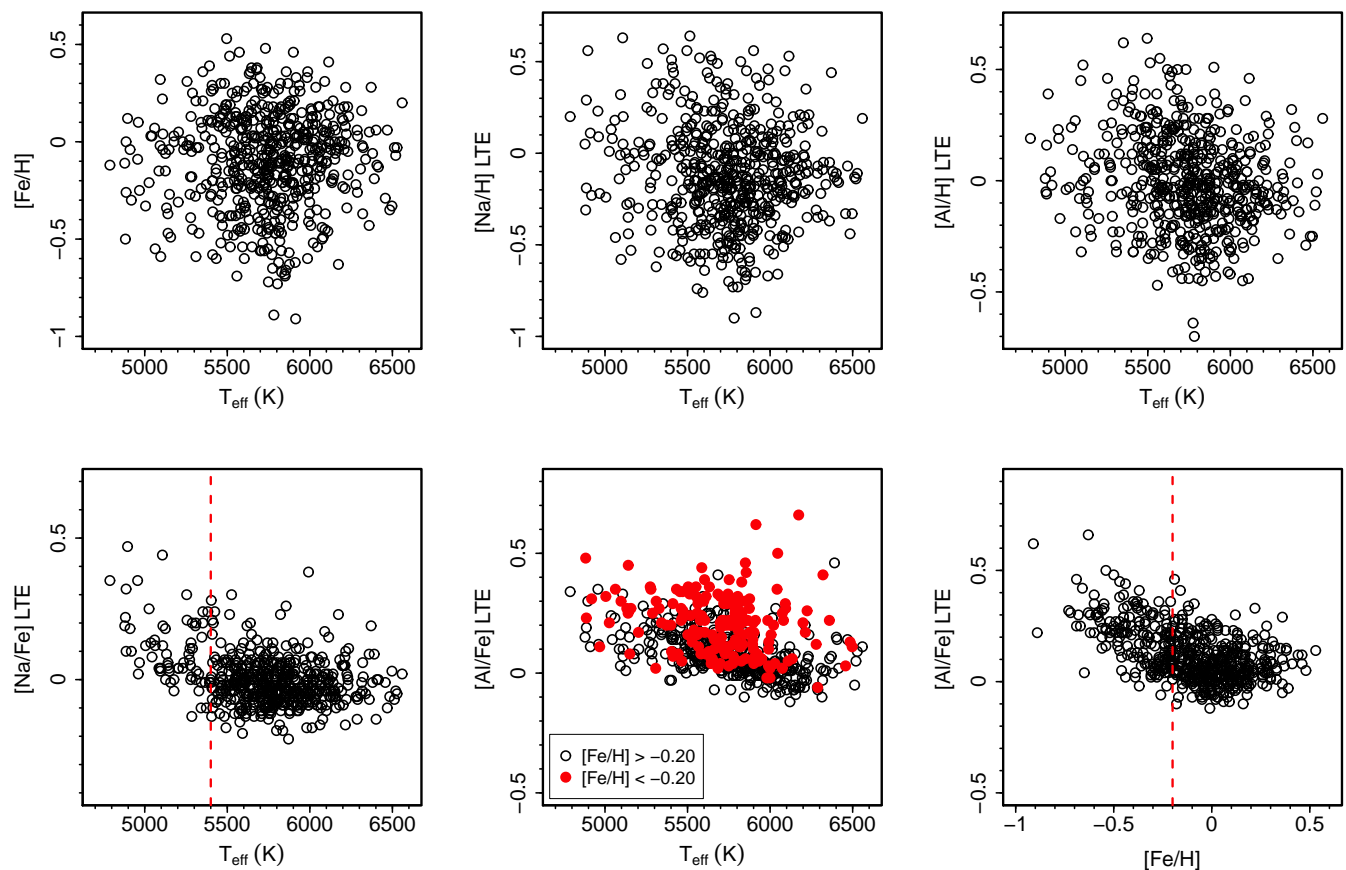 [Fe/H]
0.5
0
−0.5
−1
5000 5500 6000 6500
Teff (K)
[Na/H] LTE
0.5
0
−0.5
−1
5000 5500 6000 6500
Teff (K)
[Al/H] LTE
0.5
0
−0.5
5000 5500 6000 6500
Teff (K)
[Na/Fe] LTE
0.5
0
5000 5500 6000 6500
Teff (K)
[Al/Fe] LTE
0.5
0
−0.5
[Fe/H] > −0.20
[Fe/H] < −0.20
5000 5500 6000 6500
Teff (K)
[Al/Fe] LTE
0.5
0
−0.5
−1 −0.5 0 0.5
[Fe/H]